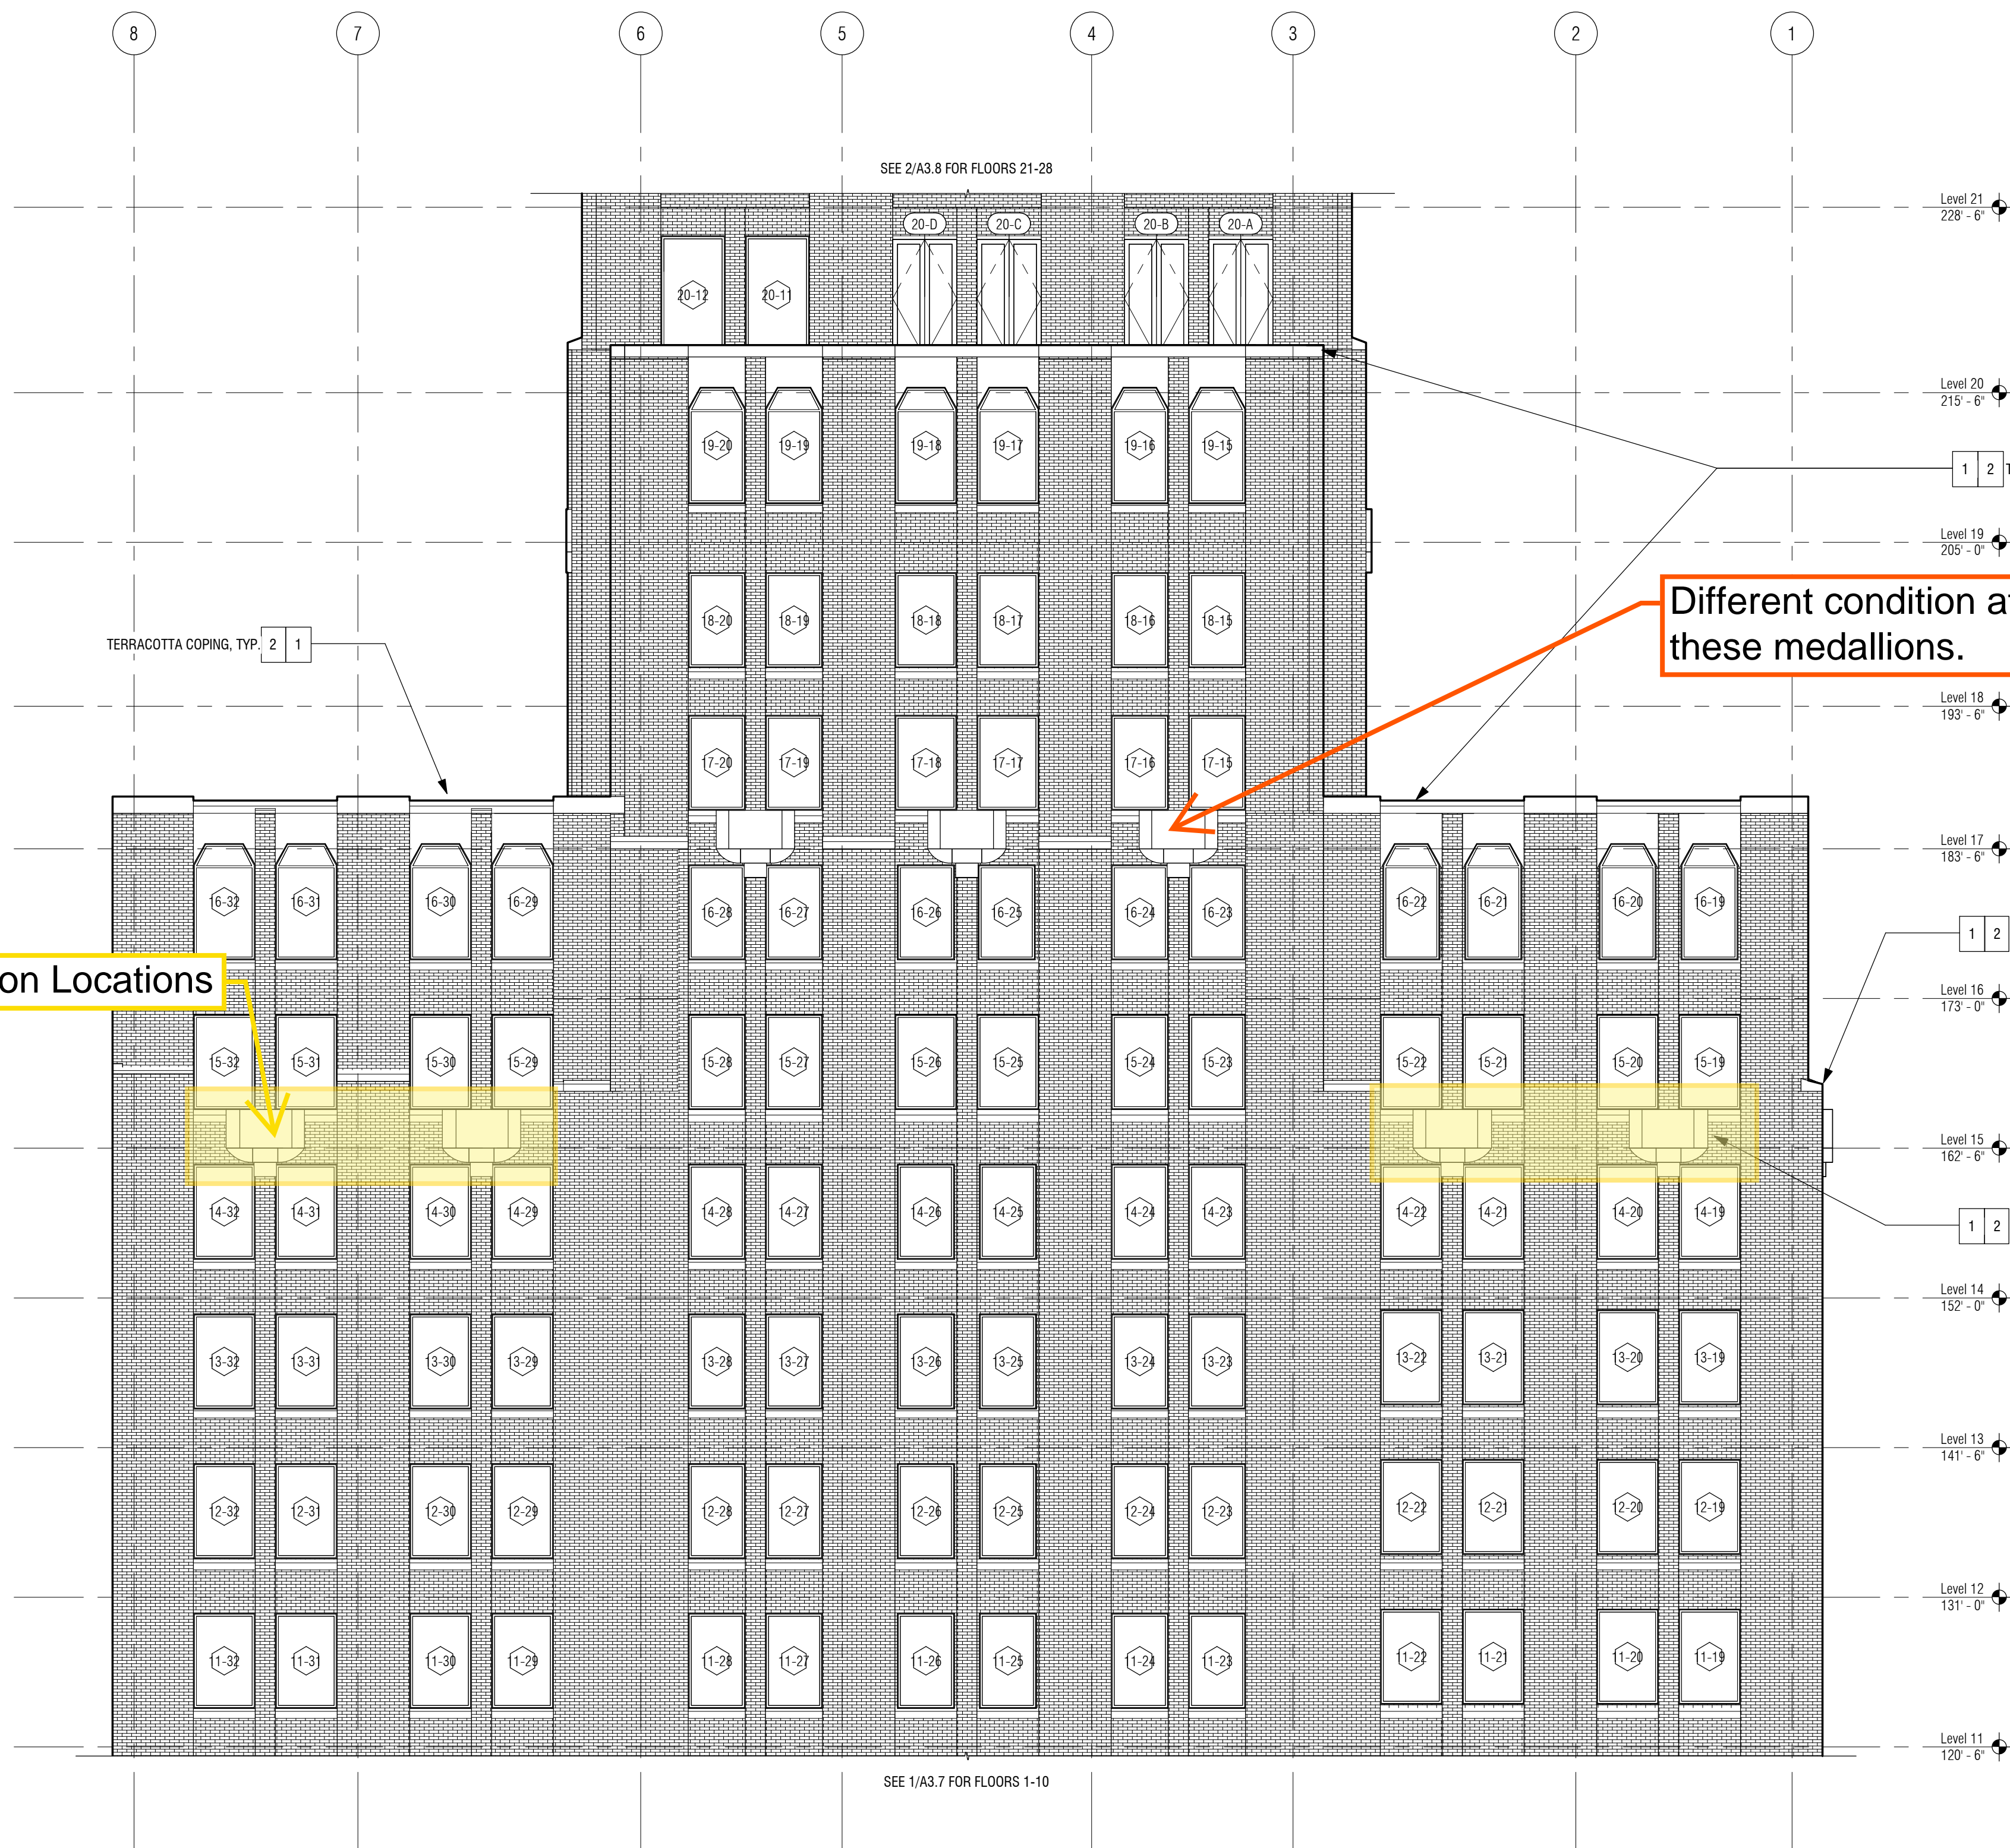 8 7 6 5 4 3 2 1
SEE 2/A3.8 FOR FLOORS 21-28
Level 21
228' - 6"
20-D 20-C 20-B 20-A
20-12 20-11
Level 20
215' - 6"
19-20 19-19 19-18 19-17 19-16 19-15
1 2 T
Level 19
205' - 0"
Different condition at
these medallions.
18-20 18-19 18-18 18-17 18-16 18-15
TERRACOTTA COPING, TYP. 2 1
Level 18
193' - 6"
17-20 17-19 17-18 17-17 17-16 17-15
Level 17
183' - 6"
16-32 16-31 16-30 16-29 16-28 16-27 16-26 16-25 16-24 16-23 16-22 16-21 16-20 16-19
1 2
on Locations
Level 16
173' - 0"
15-32 15-31 15-30 15-29 15-28 15-27 15-26 15-25 15-24 15-23 15-22 15-21 15-20 15-19
Level 15
162' - 6"
14-32 14-31 14-30 14-29 14-28 14-27 14-26 14-25 14-24 14-23 14-22 14-21 14-20 14-19
1 2
Level 14
152' - 0"
13-32 13-31 13-30 13-29 13-28 13-27 13-26 13-25 13-24 13-23 13-22 13-21 13-20 13-19
Level 13
141' - 6"
12-32 12-31 12-30 12-29 12-28 12-27 12-26 12-25 12-24 12-23 12-22 12-21 12-20 12-19
Level 12
131' - 0"
11-32 11-31 11-30 11-29 11-28 11-27 11-26 11-25 11-24 11-23 11-22 11-21 11-20 11-19
Level 11
120' - 6"
SEE 1/A3.7 FOR FLOORS 1-10